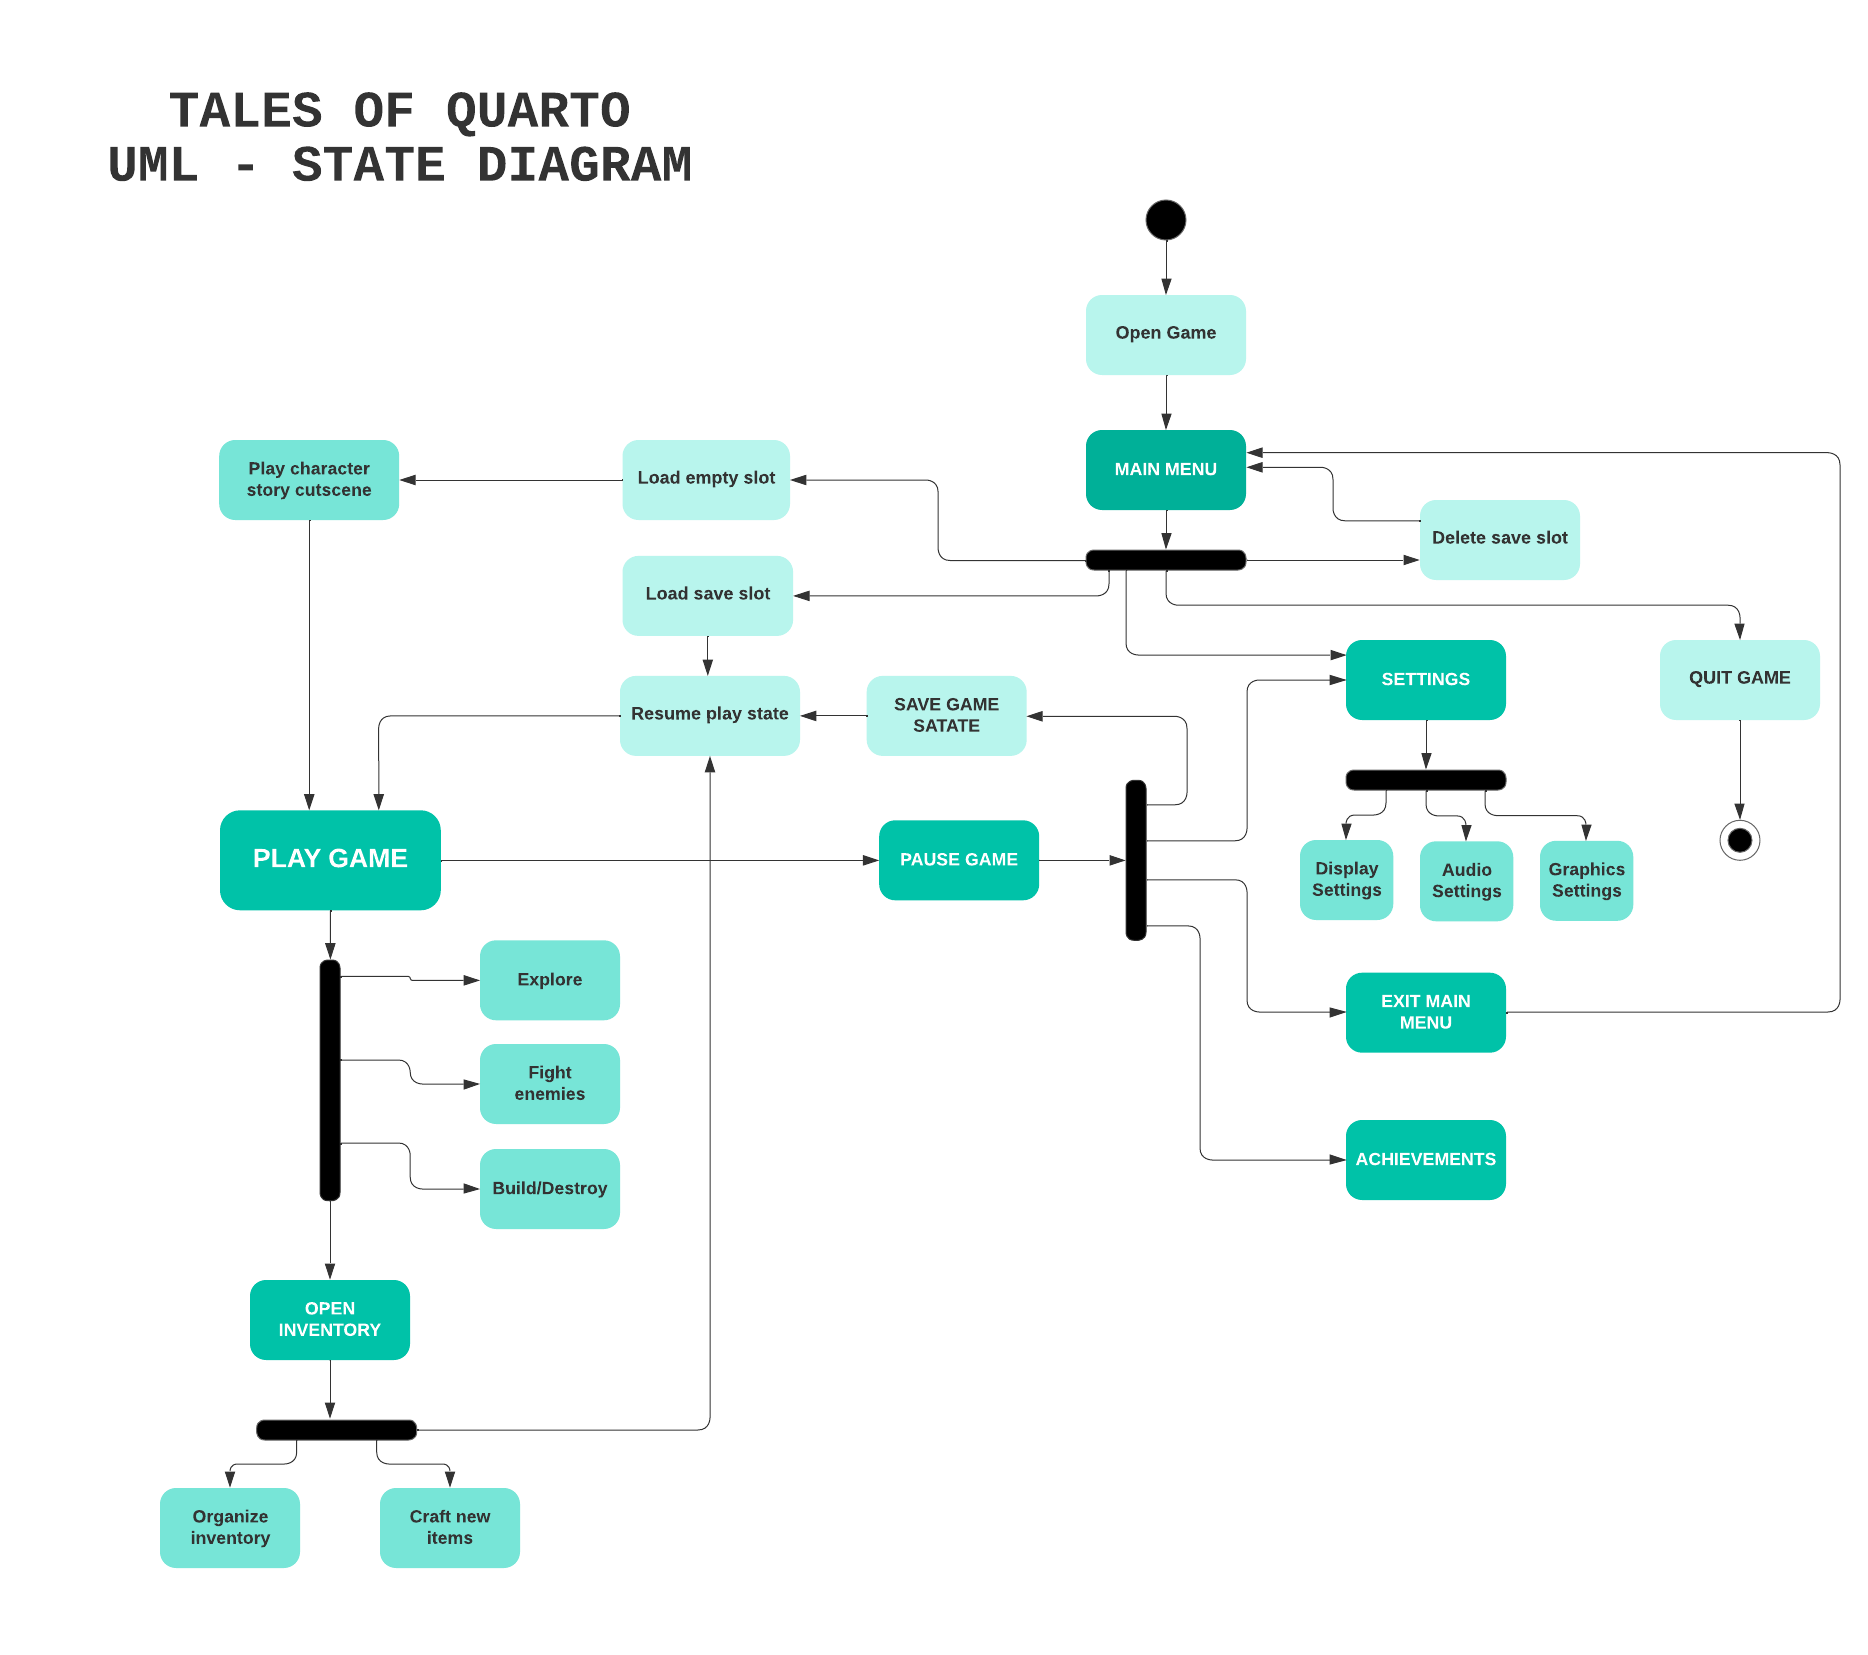 TALES OF QUARTO
UML - STATE DIAGRAM
Open Game
MAIN MENU
Play character
story cutscene
Load empty slot
Delete save slot
Load save slot
Resume play state
SAVE GAME
SATATE
SETTINGS
QUIT GAME
PLAY GAME
PAUSE GAME
Display
Settings
Audio
Settings
Graphics
Settings
Explore
EXIT MAIN
MENU
Fight
enemies
Build/Destroy
ACHIEVEMENTS
OPEN
INVENTORY
Organize
inventory
Craft new
items